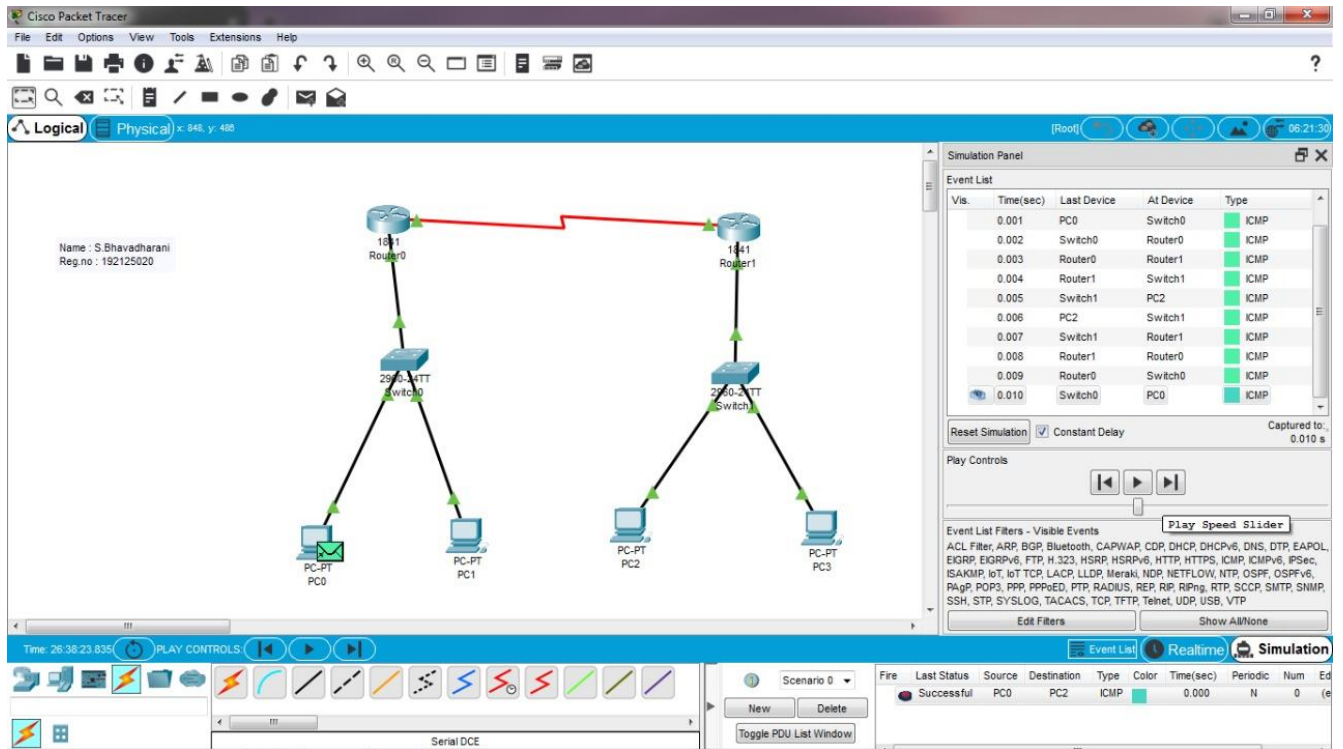 Cisco Packet Tracer
File Edit Options View Tools Extensions Help
?
Logical Physical x: 848, y: 486 [Root] 06:21:30
Name : S.Bhavadharani
Reg.no : 192125020
1841
Router0
1841
Router1
2960-24TT
Switch0
2960-24TT
Switch1
PC-PT
PC0
PC-PT
PC1
PC-PT
PC2
PC-PT
PC3
Simulation Panel
Event List
Vis. Time(sec) Last Device At Device Type
0.001 PC0 Switch0 ICMP
0.002 Switch0 Router0 ICMP
0.003 Router0 Router1 ICMP
0.004 Router1 Switch1 ICMP
0.005 Switch1 PC2 ICMP
0.006 PC2 Switch1 ICMP
0.007 Switch1 Router1 ICMP
0.008 Router1 Router0 ICMP
0.009 Router0 Switch0 ICMP
0.010 Switch0 PC0 ICMP
Reset Simulation Constant Delay Captured to:
0.010 s
Play Controls
Play Speed Slider
Event List Filters - Visible Events
ACL Filter, ARP, BGP, Bluetooth, CAPWAP, CDP, DHCP, DHCPv6, DNS, DTP, EAPOL,
EIGRP, EIGRPv6, FTP, H.323, HSRP, HSRPv6, HTTP, HTTPS, ICMP, ICMPv6, IPSec,
ISAKMP, IoT, IoT TCP, LACP, LLDP, Meraki, NDP, NETFLOW, NTP, OSPF, OSPFv6,
PAgP, POP3, PPP, PPPoED, PTP, RADIUS, REP, RIP, RIPng, RTP, SCCP, SMTP, SNMP,
SSH, STP, SYSLOG, TACACS, TCP, TFTP, Telnet, UDP, USB, VTP
Edit Filters Show All/None
Time: 26:38:23.835 PLAY CONTROLS: Event List Realtime Simulation
Serial DCE
Scenario 0
New Delete
Toggle PDU List Window
Fire Last Status Source Destination Type Color Time(sec) Periodic Num Ed
Successful PC0 PC2 ICMP 0.000 N 0 (e